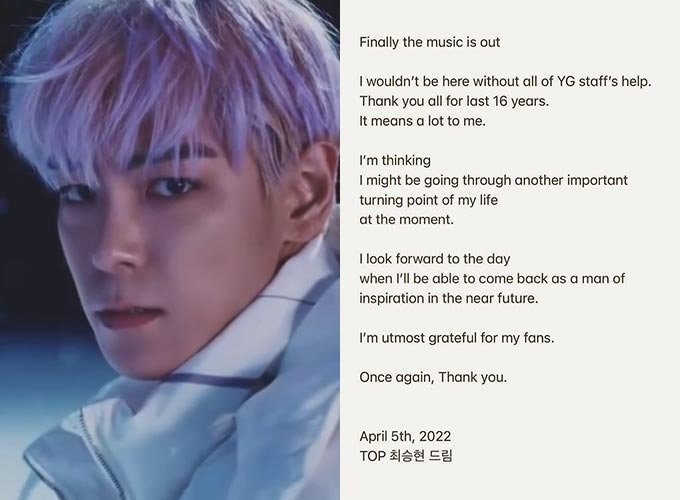 Finally the music is out
I wouldn't be here without all of YG staff's help.
Thank you all for last 16 years.
It means a lot to me.
I'm thinking
I might be going through another important
turning point of my life
at the moment.
I look forward to the day
when I'll be able to come back as a man of
inspiration in the near future.
I'm utmost grateful for my fans.
Once again, Thank you.
April 5th, 2022
TOP 최승현 드림